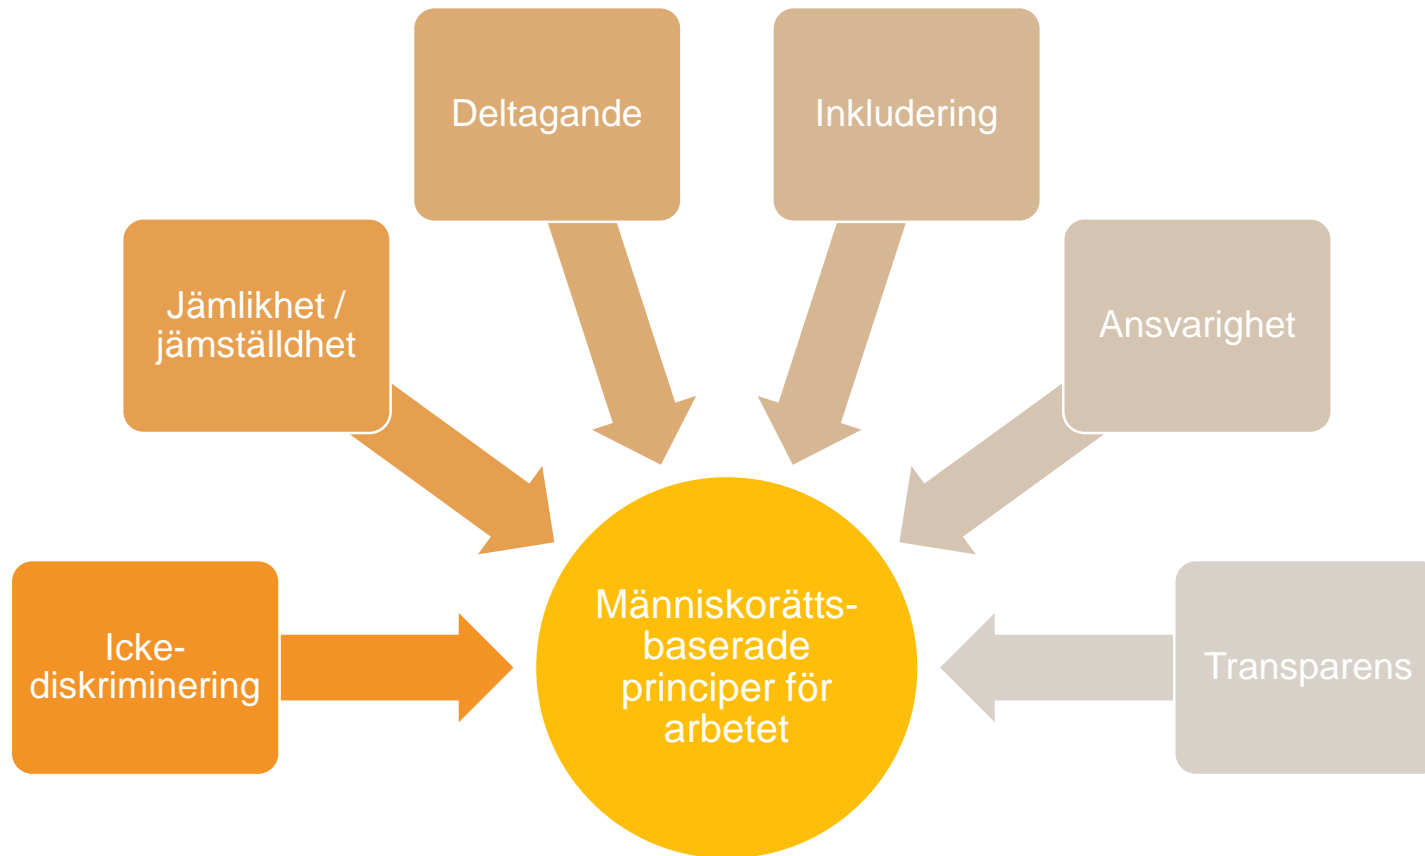 Deltagande
Inkludering
Jämlikhet /
jämställdhet
Ansvarighet
Icke-
diskriminering
Människorätts-
baserade
principer för
arbetet
Transparens